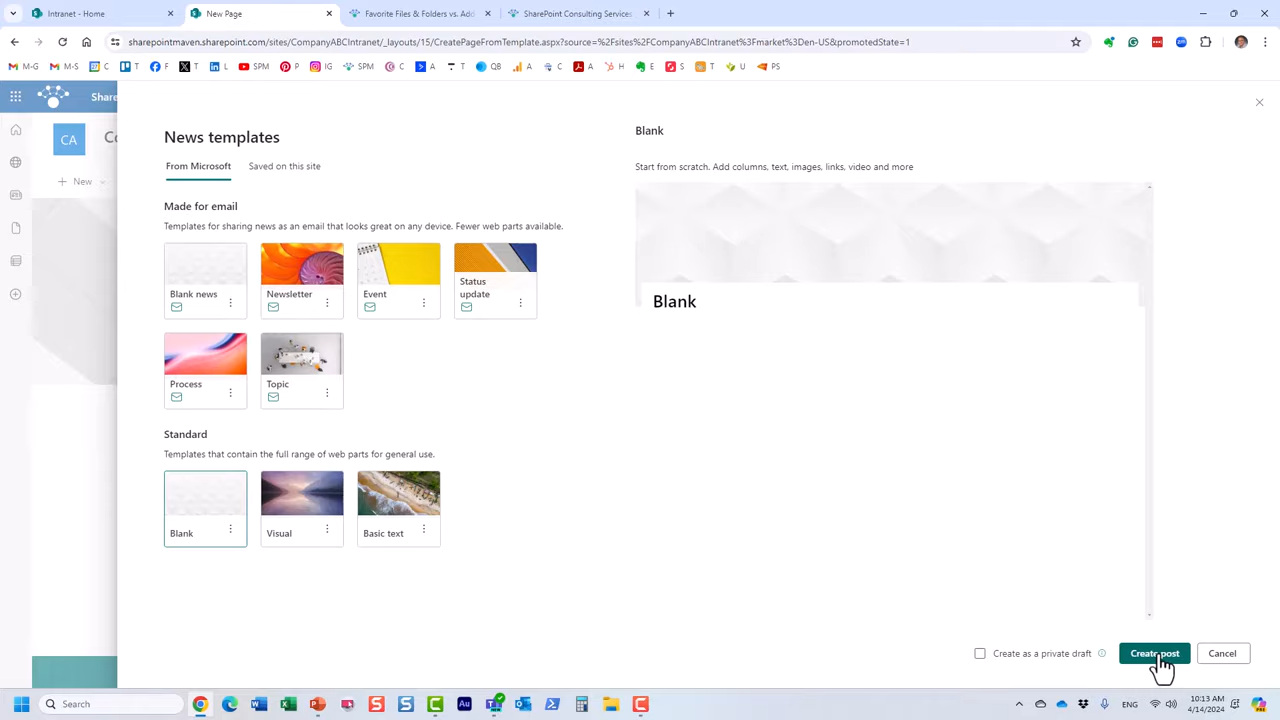 Intranet - Home
New Page
Favorite Files & Folders vs. Add
SharePoint Consulting Services
sharepointmaven.sharepoint.com/sites/CompanyABCIntranet/_layouts/15/CreatePageFromTemplate.aspx?source=%2Fsites%2FCompanyABCIntranet%3Fmarket%3Den-US&promotedState=1
M-G M-S C T F T L SPM P IG SPM C A T QB A C A H E S T U PS
Share
CA
Co
New
News templates
From Microsoft
Saved on this site
Made for email
Templates for sharing news as an email that looks great on any device. Fewer web parts available.
Blank news
Newsletter
Event
Status
update
Process
Topic
Standard
Templates that contain the full range of web parts for general use.
Blank
Visual
Basic text
Blank
Start from scratch. Add columns, text, images, links, video and more
Blank
Create as a private draft
Create post
Cancel
Search
ENG
10:13 AM
4/14/2024